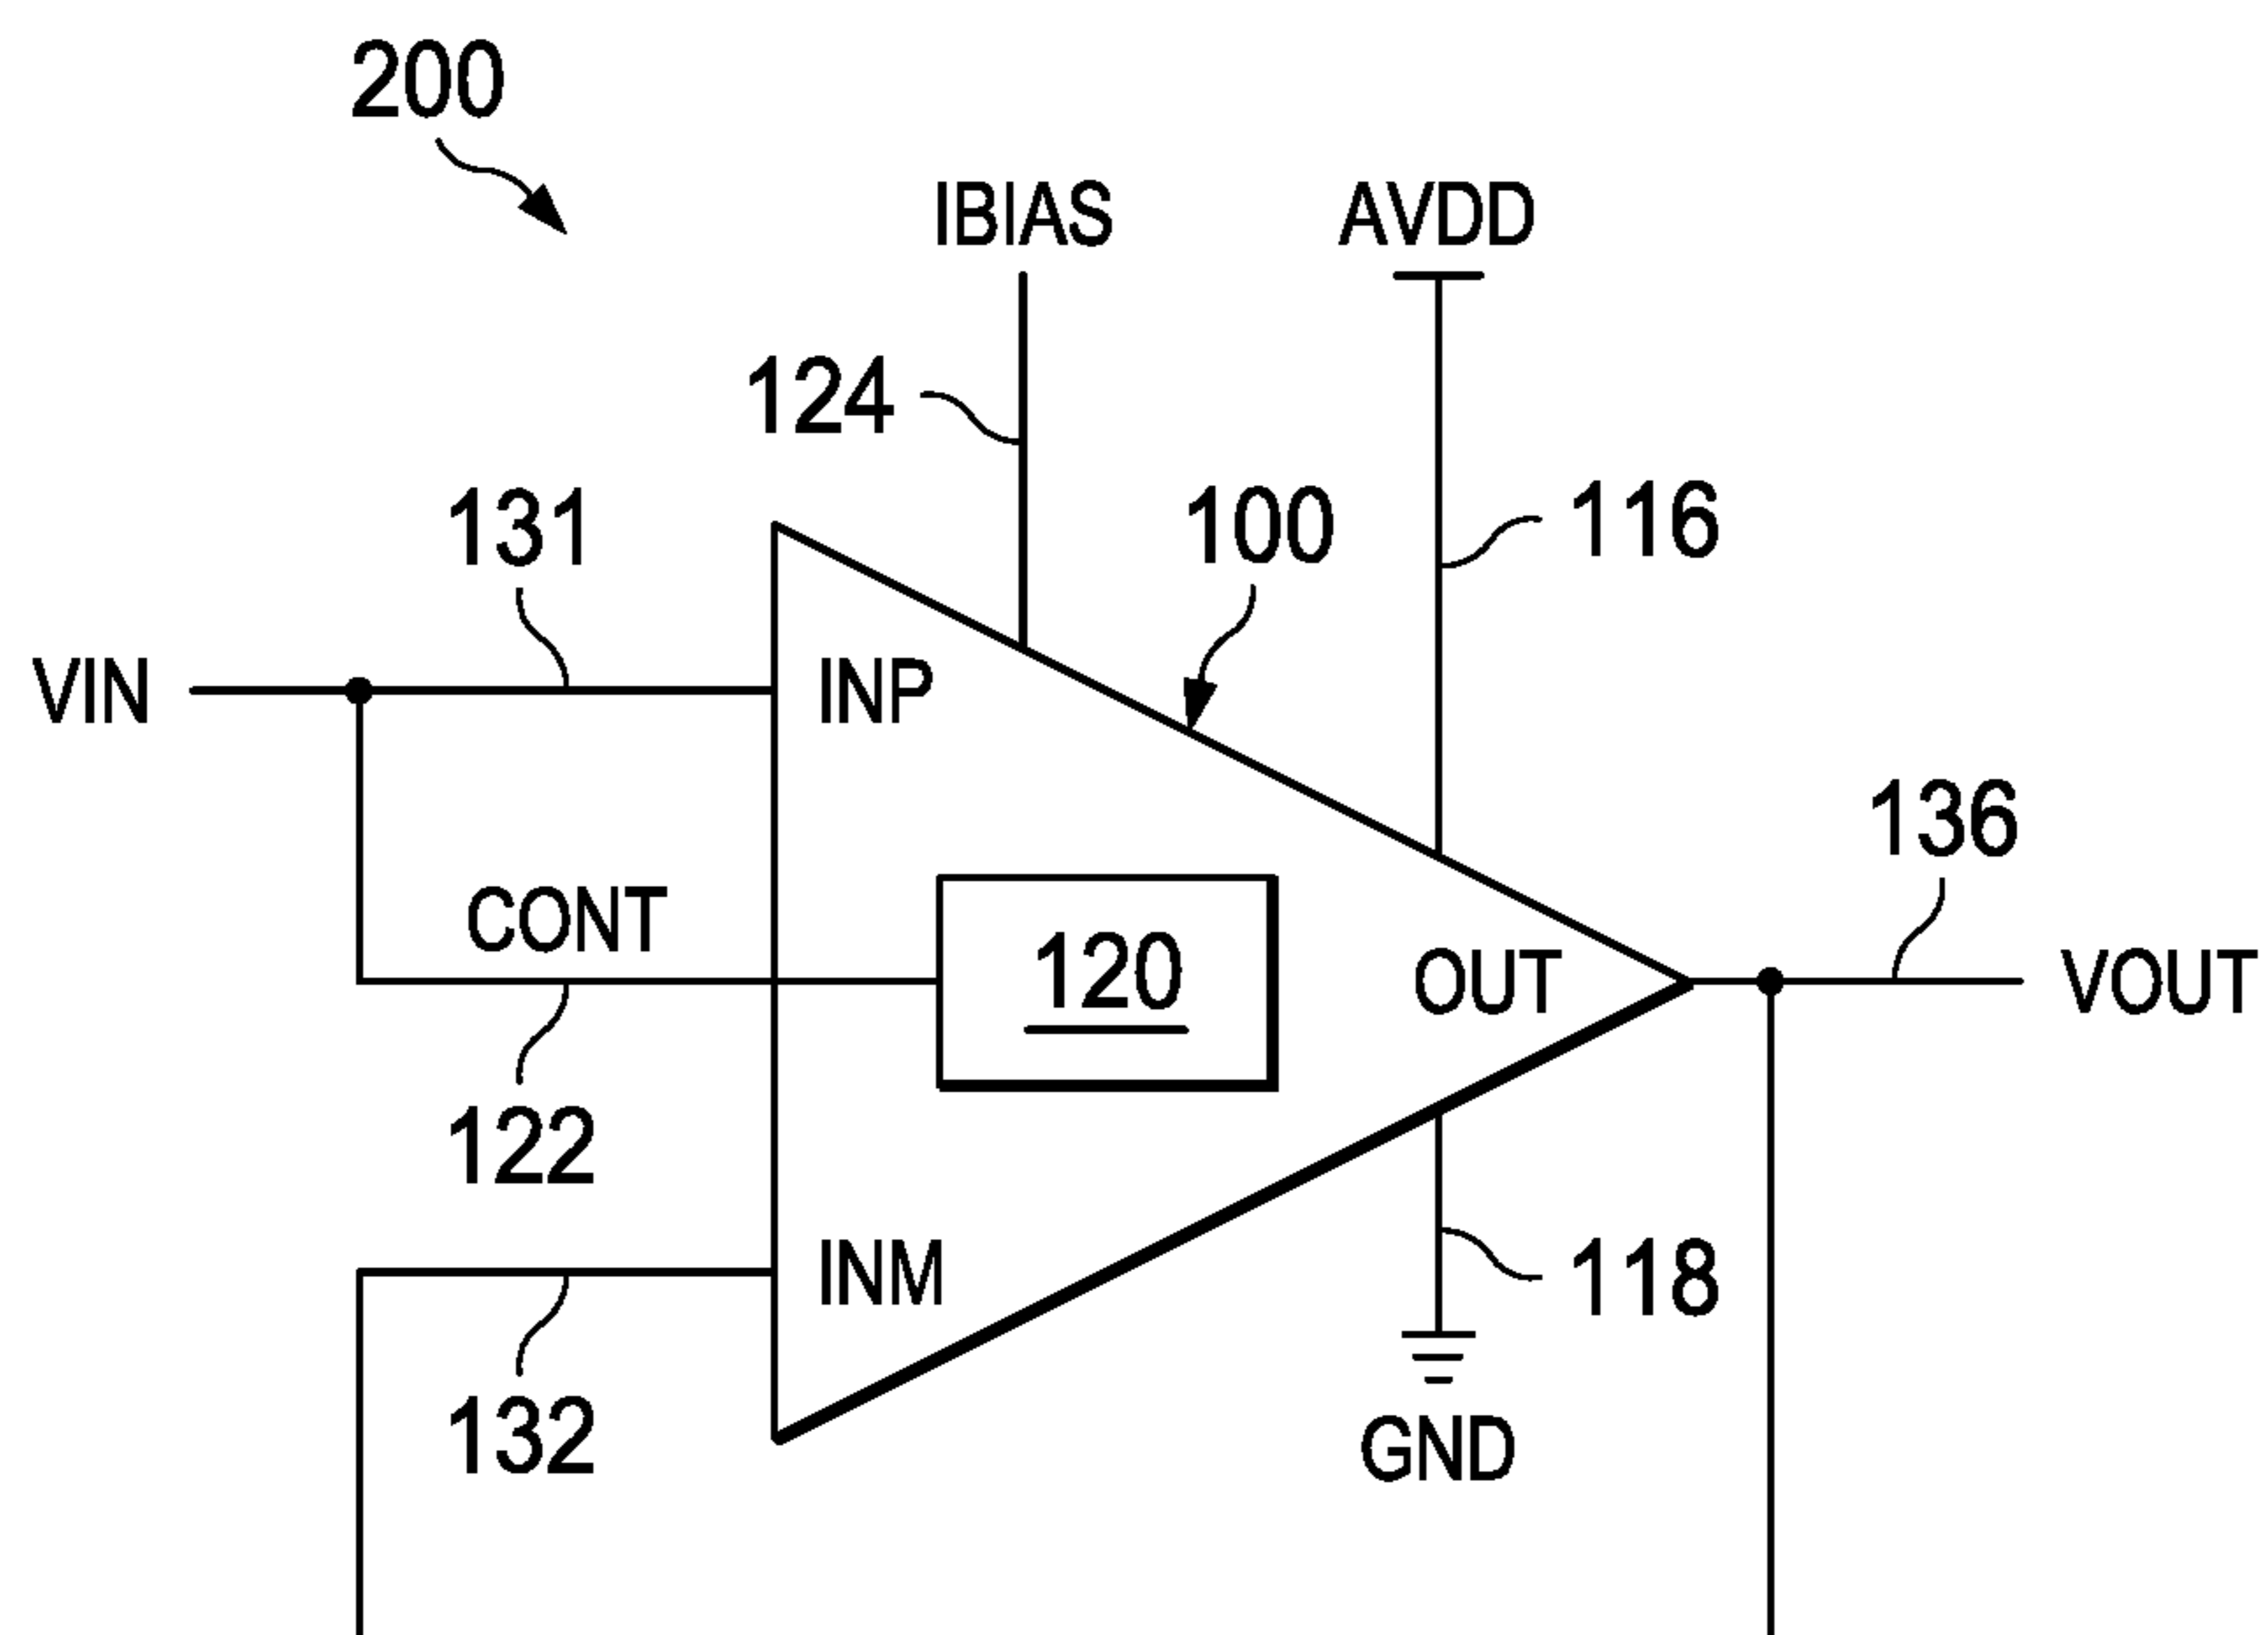 200
IBIAS
AVDD
124
131
100
116
VIN
INP
136
CONT
120
OUT
VOUT
122
INM
118
132
GND